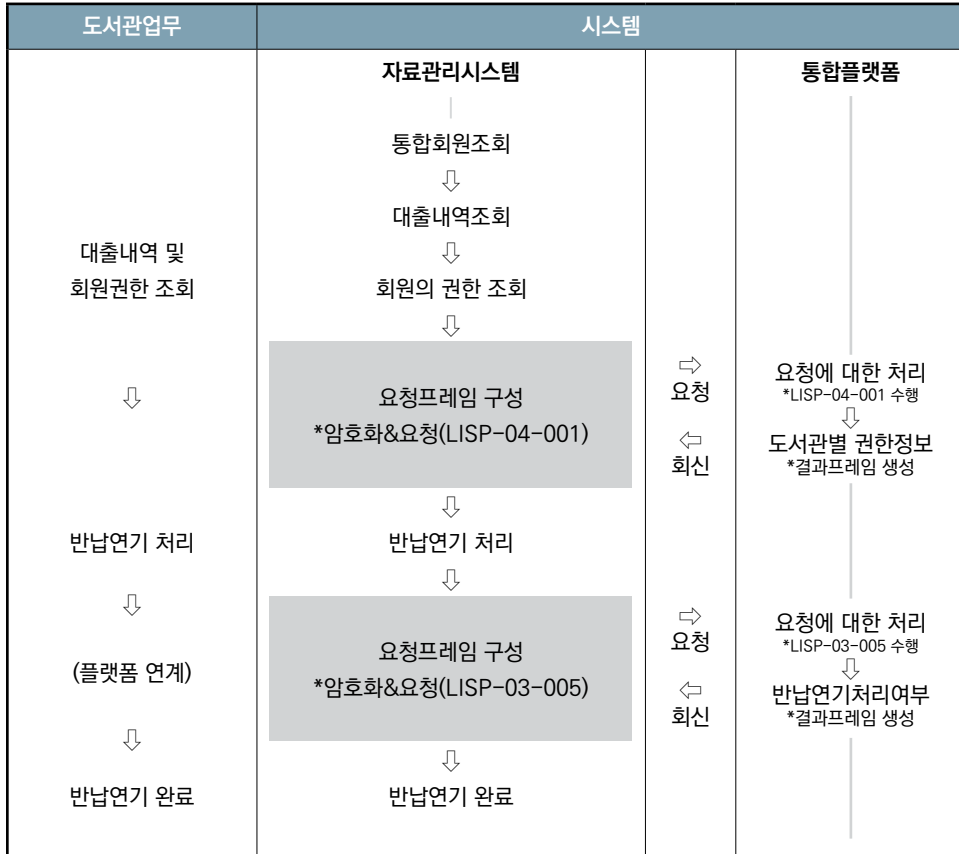 도서관업무
시스템
자료관리시스템
통합플랫폼
통합회원조회
⇩
대출내역조회
⇩
대출내역 및
회원권한 조회
회원의 권한 조회
⇩
⇩
요청프레임 구성
*암호화&요청(LISP-04-001)
⇨
요청
⇦
회신
요청에 대한 처리
*LISP-04-001 수행
⇩
도서관별 권한정보
*결과프레임 생성
⇩
반납연기 처리
반납연기 처리
⇩
⇩
(플랫폼 연계)
요청프레임 구성
*암호화&요청(LISP-03-005)
⇨
요청
⇦
회신
요청에 대한 처리
*LISP-03-005 수행
⇩
반납연기처리여부
*결과프레임 생성
⇩
⇩
반납연기 완료
반납연기 완료